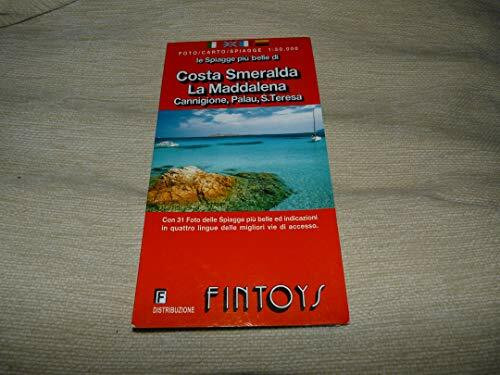 FOTO/CARTO/SPIAGGE 1:50.000
le Spiagge più belle di
Costa Smeralda
La Maddalena
Cannigione, Palau, S.Teresa
Con 31 Foto delle Spiagge più belle ed indicazioni
in quattro lingue delle migliori vie di accesso.
F
DISTRIBUZIONE
FINTOYS